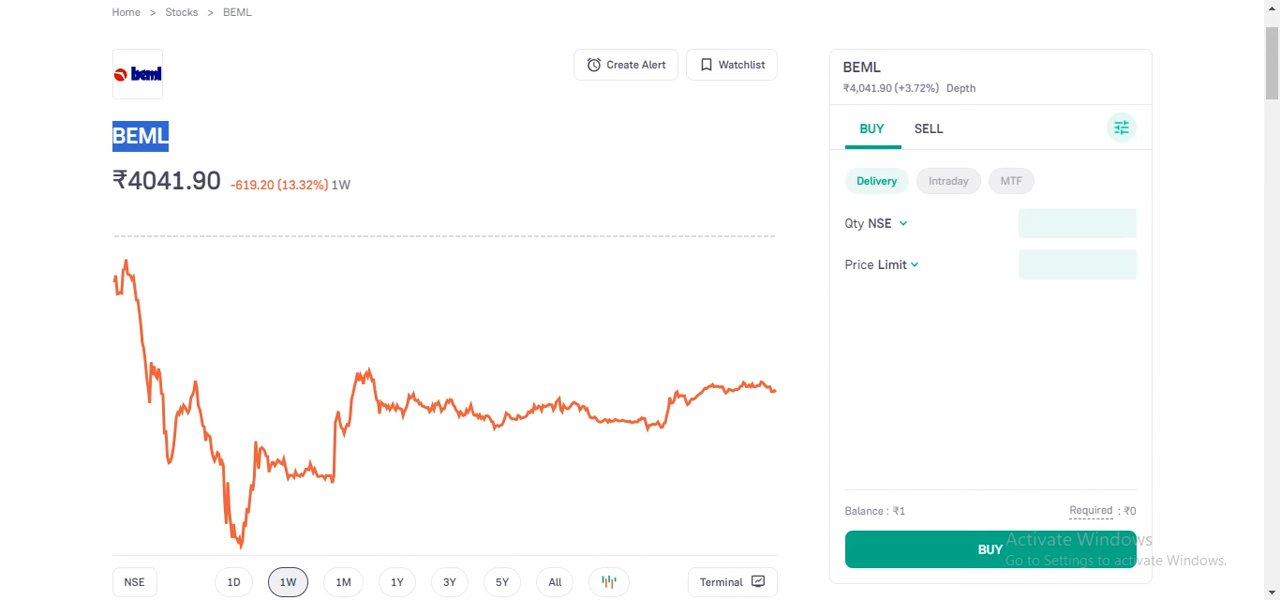 Home > Stocks > BEML
beml
Create Alert
Watchlist
BEML
₹4041.90 -619.20 (13.32%) 1W
NSE
1D
1W
1M
1Y
3Y
5Y
All
Terminal
BEML
₹4,041.90 (+3.72%) Depth
BUY SELL
Delivery Intraday MTF
Qty NSE
Price Limit
Balance : ₹1 Required : ₹0
BUY
Activate Windows
Go to Settings to activate Windows.